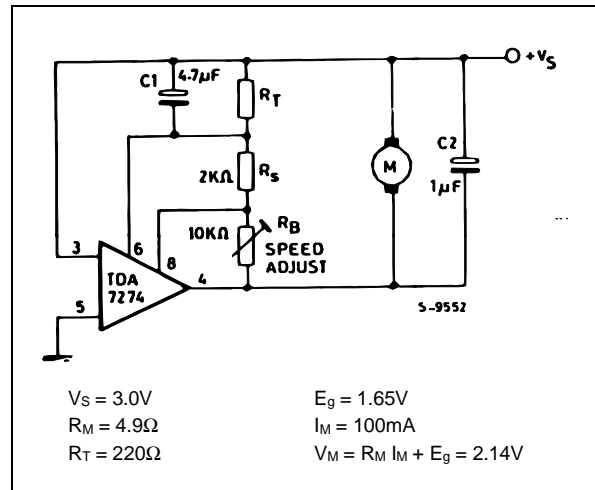 +VS
C1
4.7µF
RT
C2
M
2KΩ
RS
1µF
10KΩ
RB
SPEED
ADJUST
3
6
8
TDA
7274
4
5
S-9552
VS = 3.0V
Eg = 1.65V
RM = 4.9Ω
IM = 100mA
RT = 220Ω
VM = RM IM + Eg = 2.14V